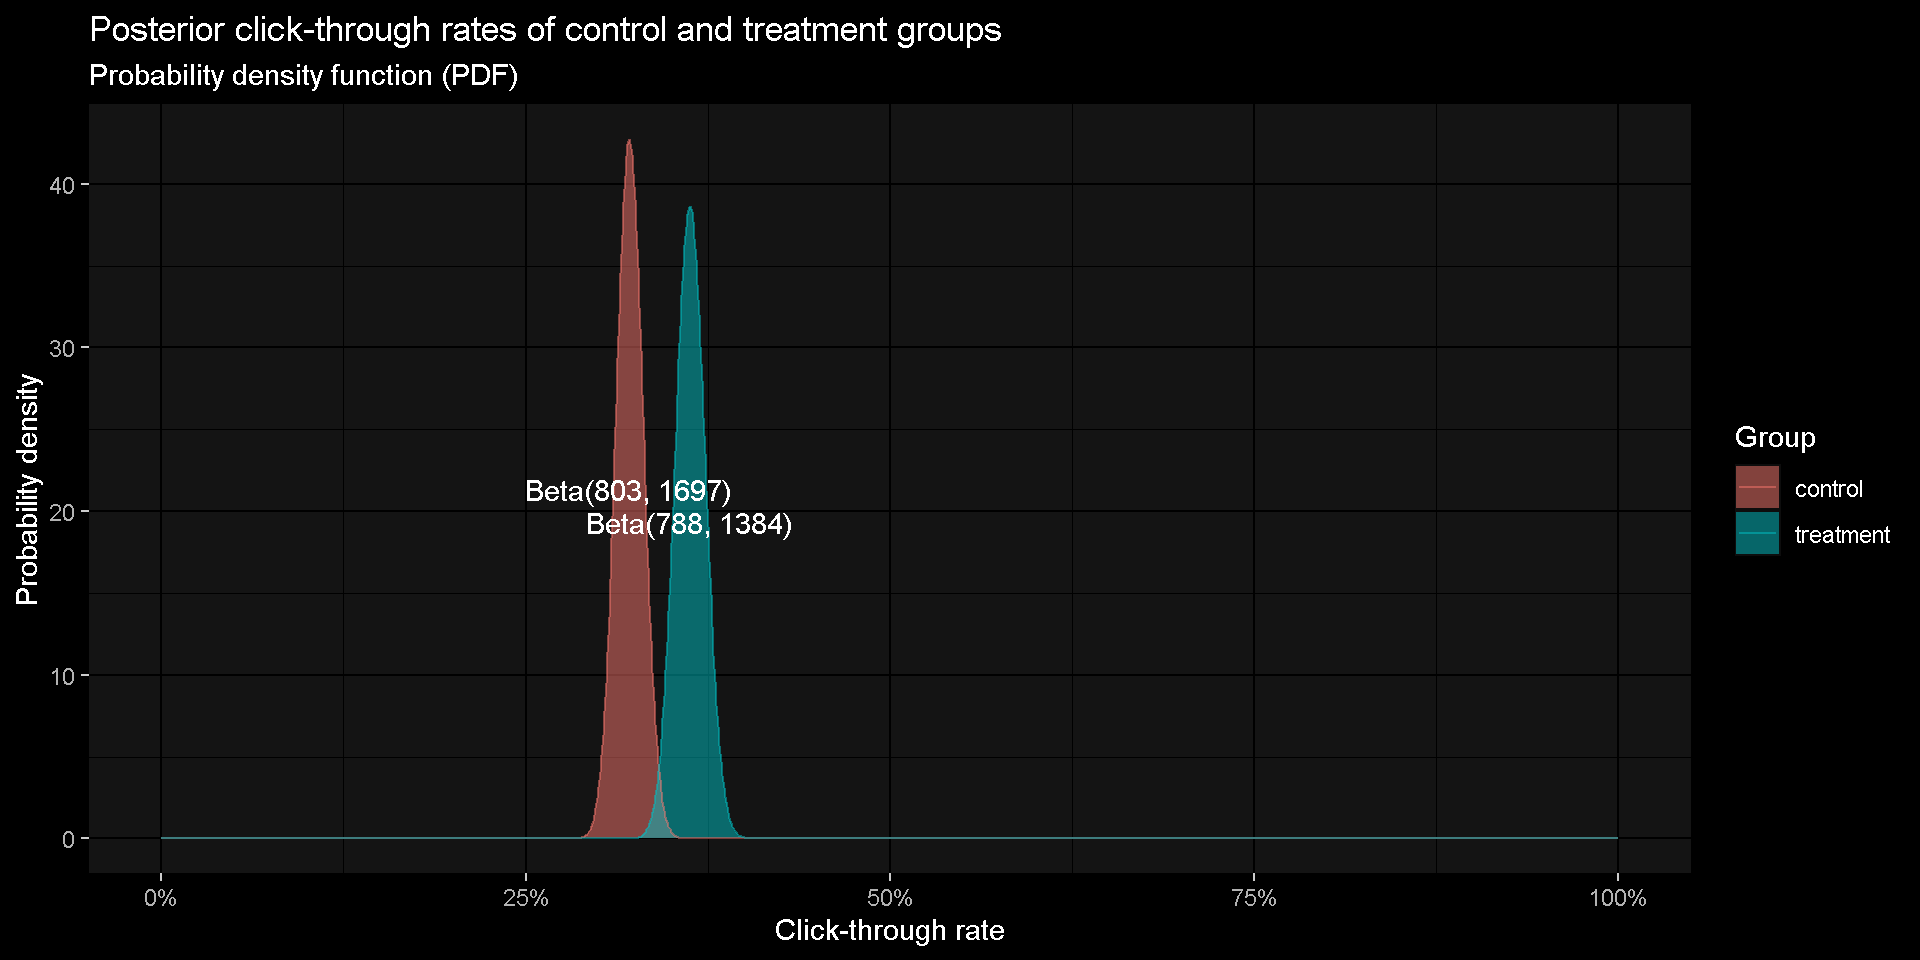 Posterior click-through rates of control and treatment groups
Probability density function (PDF)
Probability density
40
30
20
10
0
Beta(803, 1697)
Beta(788, 1384)
0%
25%
50%
75%
100%
Click-through rate
Group
control
treatment